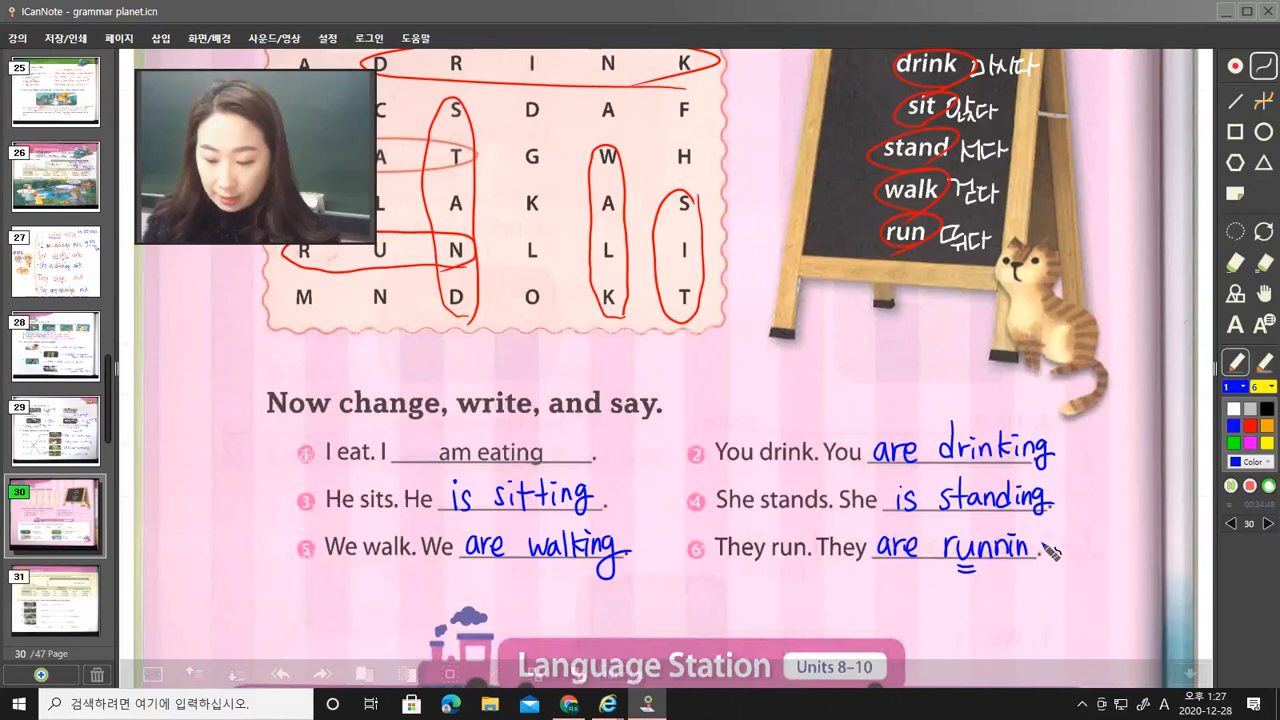 ICanNote - grammar planet.icn
강의 저장/인쇄 페이지 삽입 화면/배경 사운드/영상 설정 로그인 도움말
25
26
27
28
29
30
31
A D R I N K
C S D A F
A T G W H
L A K A S
R U N L L I
M N D O K T
drink 마시다
sit 앉다
stand 서다
walk 걷다
run 뛰다
Now change, write, and say.
1 I eat. I am eating.
2 You drink. You are drinking
3 He sits. He is sitting.
4 She stands. She is standing.
5 We walk. We are walking.
6 They run. They are runnin.
Language Station Units 8–10
1 6
Color
00:34:48
30
30 / 47 Page
검색하려면 여기에 입력하십시오.
A 오후 1:27
2020-12-28